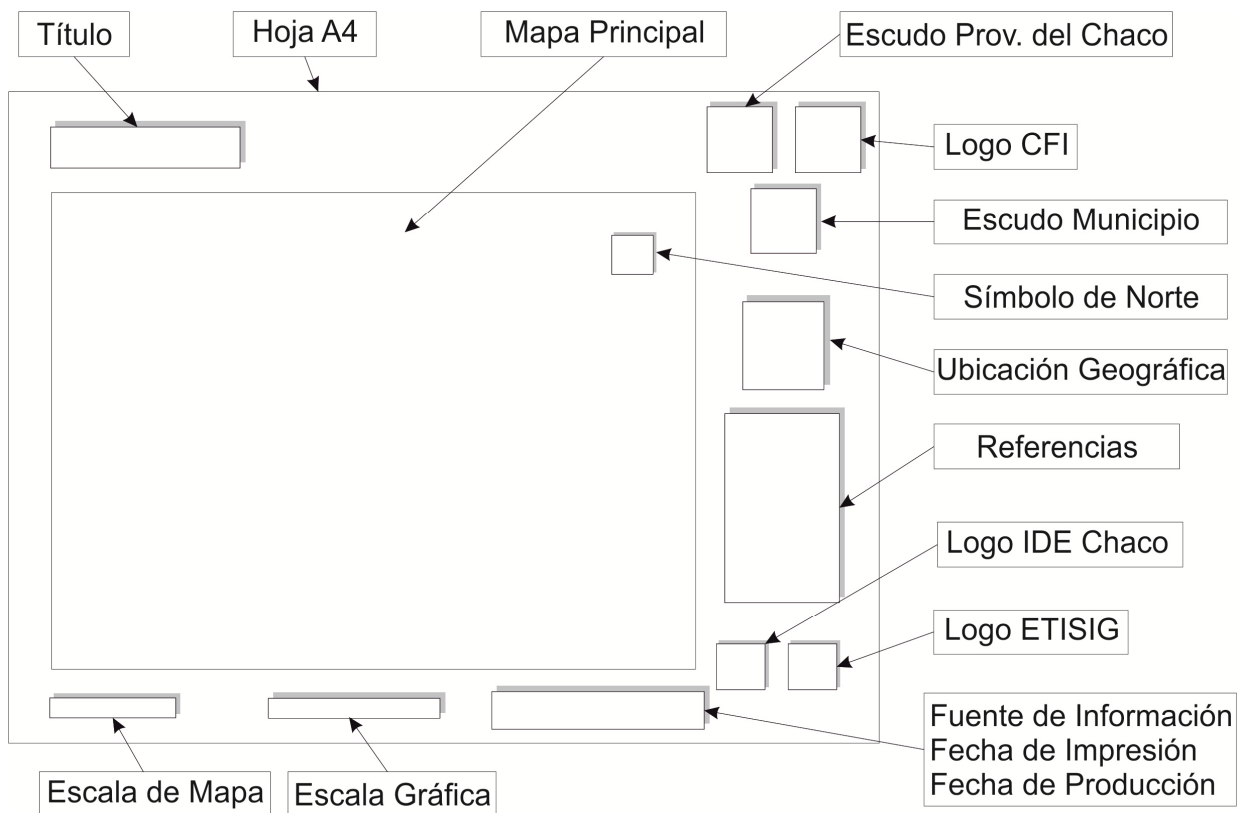 Título
Hoja A4
Mapa Principal
Escudo Prov. del Chaco
Logo CFI
Escudo Municipio
Símbolo de Norte
Ubicación Geográfica
Referencias
Logo IDE Chaco
Logo ETISIG
Fuente de Información
Fecha de Impresión
Fecha de Producción
Escala de Mapa
Escala Gráfica